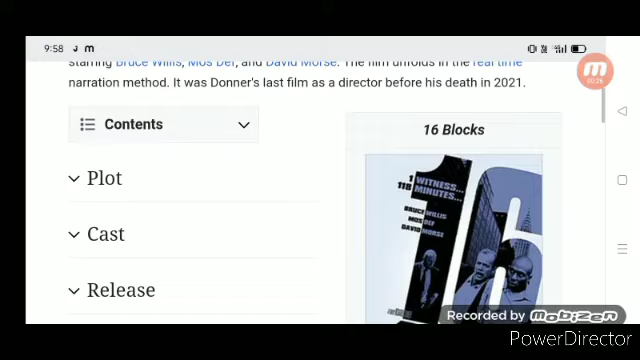 9:58
00:26
starring Bruce Willis, Mos Def, and David Morse. The film unfolds in the real time
narration method. It was Donner's last film as a director before his death in 2021.
Contents
16 Blocks
Plot
Cast
Release
1 WITNESS...
118 MINUTES...
16
BRUCE WILLIS
MOS DEF
DAVID MORSE
Recorded by Mobizen
PowerDirector